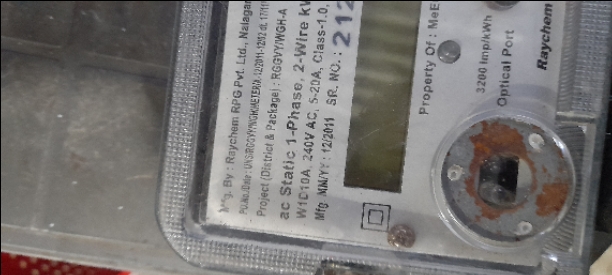 Mfg. By : Raychem RPG Pvt. Ltd., Nalagar
Project (District & Package) : RGGVY/WGH-A
ac Static 1-Phase, 2-Wire
W1D10A, 240V AC, 5-20A, Class-1.0,
Mfg MM/YY : 12/2011 SR. NO. : 212
Property Of : MeE
3200 Imp/kWh
Optical Port
Raychem